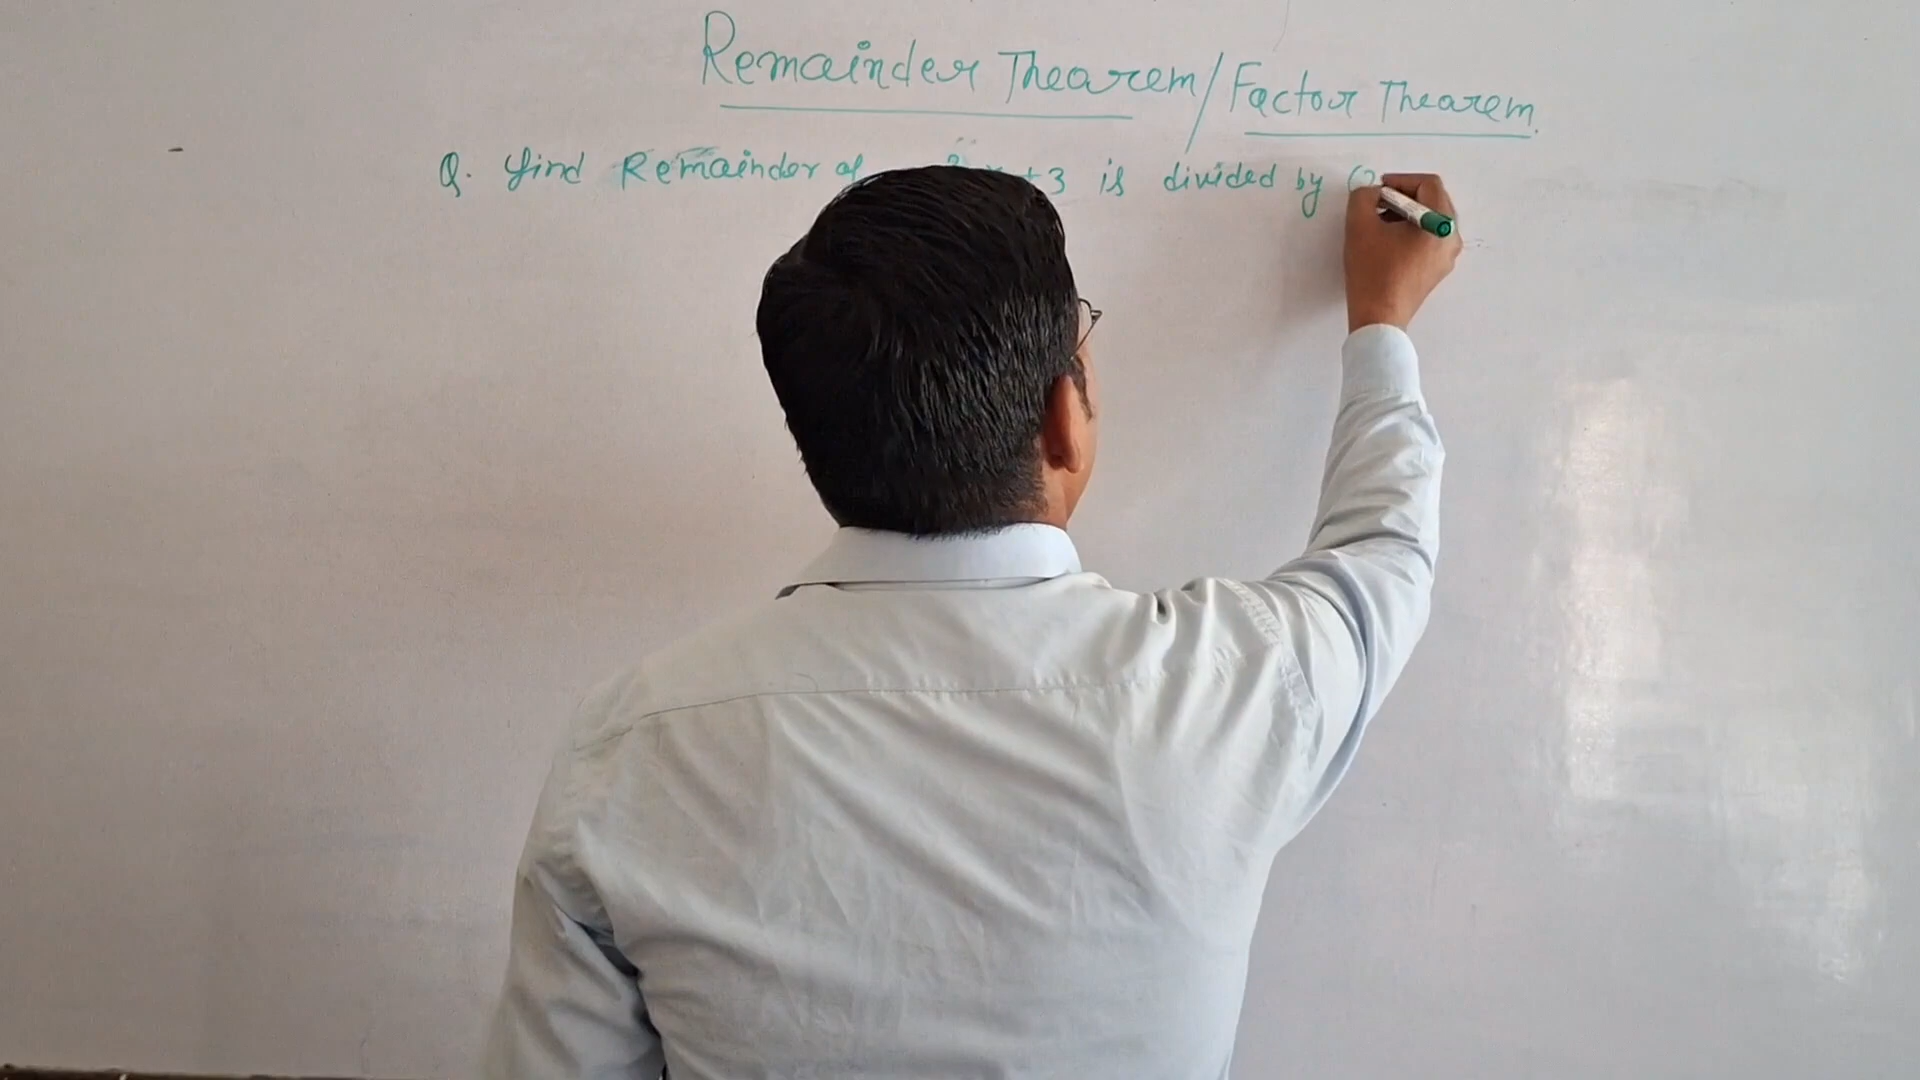 Remainder Thearem/Factor Thearem.
Q. find Remainder of +3 is divided by (